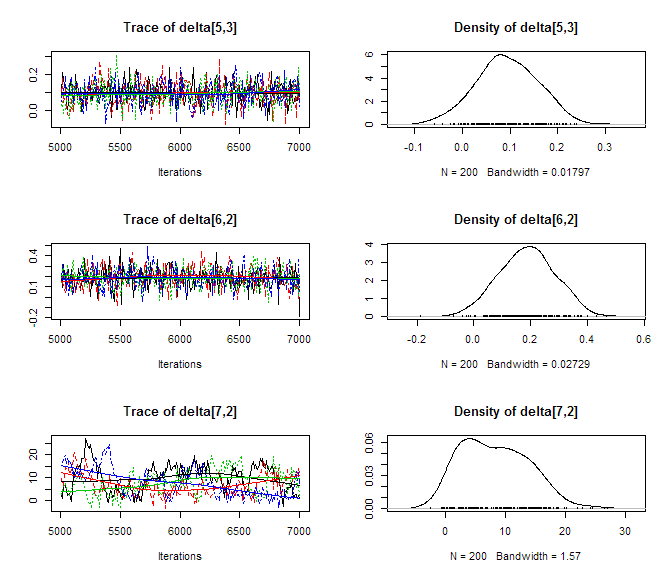 Trace of delta[5,3]
Density of delta[5,3]
0.0 0.2
5000 5500 6000 6500 7000
Iterations
0 2 4 6
-0.1 0.0 0.1 0.2 0.3
N = 200 Bandwidth = 0.01797
Trace of delta[6,2]
Density of delta[6,2]
-0.2 0.1 0.4
5000 5500 6000 6500 7000
Iterations
0 1 2 3 4
-0.2 0.0 0.2 0.4 0.6
N = 200 Bandwidth = 0.02729
Trace of delta[7,2]
Density of delta[7,2]
0 10 20
5000 5500 6000 6500 7000
Iterations
0.00 0.03 0.06
0 10 20 30
N = 200 Bandwidth = 1.57